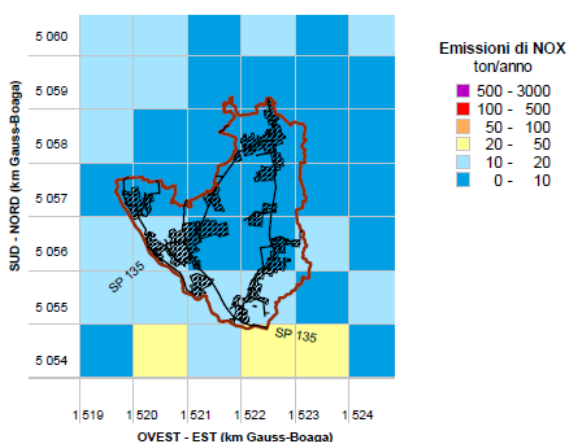 5 060
5 059
5 058
5 057
5 056
5 055
5 054
SUD - NORD (km Gauss-Boaga)
SP 135
SP 135
1 519
1 520
1 521
1 522
1 523
1 524
OVEST - EST (km Gauss-Boaga)
Emissioni di NOX
ton/anno
500 - 3000
100 - 500
50 - 100
20 - 50
10 - 20
0 - 10